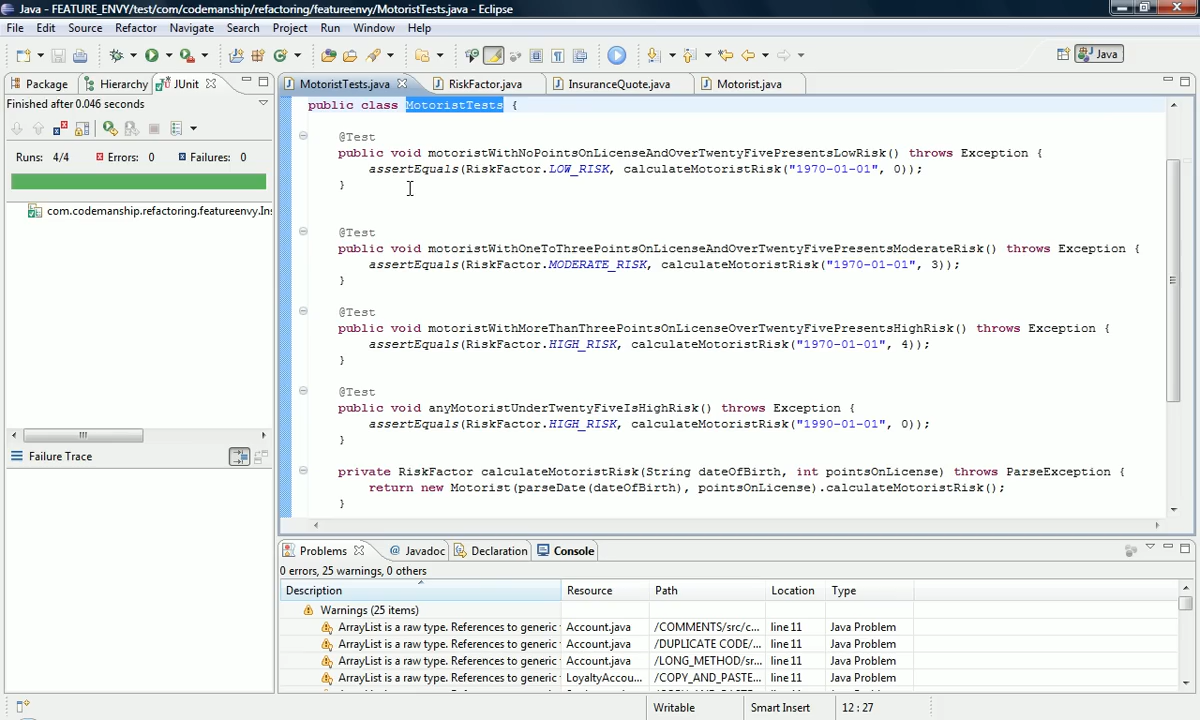 Java - FEATURE_ENVY/test/com/codemanship/refactoring/featureenvy/MotoristTests.java - Eclipse
File Edit Source Refactor Navigate Search Project Run Window Help
Java
Package Hierarchy JUnit
MotoristTests.java RiskFactor.java InsuranceQuote.java Motorist.java
Finished after 0.046 seconds
Runs: 4/4 Errors: 0 Failures: 0
com.codemanship.refactoring.featureenvy.In
Failure Trace
public class MotoristTests {
@Test
public void motoristWithNoPointsOnLicenseAndOverTwentyFivePresentsLowRisk() throws Exception {
assertEquals(RiskFactor.LOW_RISK, calculateMotoristRisk("1970-01-01", 0));
}
@Test
public void motoristWithOneToThreePointsOnLicenseAndOverTwentyFivePresentsModerateRisk() throws Exception {
assertEquals(RiskFactor.MODERATE_RISK, calculateMotoristRisk("1970-01-01", 3));
}
@Test
public void motoristWithMoreThanThreePointsOnLicenseOverTwentyFivePresentsHighRisk() throws Exception {
assertEquals(RiskFactor.HIGH_RISK, calculateMotoristRisk("1970-01-01", 4));
}
@Test
public void anyMotoristUnderTwentyFiveIsHighRisk() throws Exception {
assertEquals(RiskFactor.HIGH_RISK, calculateMotoristRisk("1990-01-01", 0));
}
private RiskFactor calculateMotoristRisk(String dateOfBirth, int pointsOnLicense) throws ParseException {
return new Motorist(parseDate(dateOfBirth), pointsOnLicense).calculateMotoristRisk();
}
Problems Javadoc Declaration Console
0 errors, 25 warnings, 0 others
Description Resource Path Location Type
Warnings (25 items)
ArrayList is a raw type. References to generic Account.java /COMMENTS/src/c... line 11 Java Problem
ArrayList is a raw type. References to generic Account.java /DUPLICATE CODE/... line 11 Java Problem
ArrayList is a raw type. References to generic Account.java /LONG_METHOD/sr... line 11 Java Problem
ArrayList is a raw type. References to generic LoyaltyAccou... /COPY_AND_PASTE... line 11 Java Problem
Writable Smart Insert 12 : 27